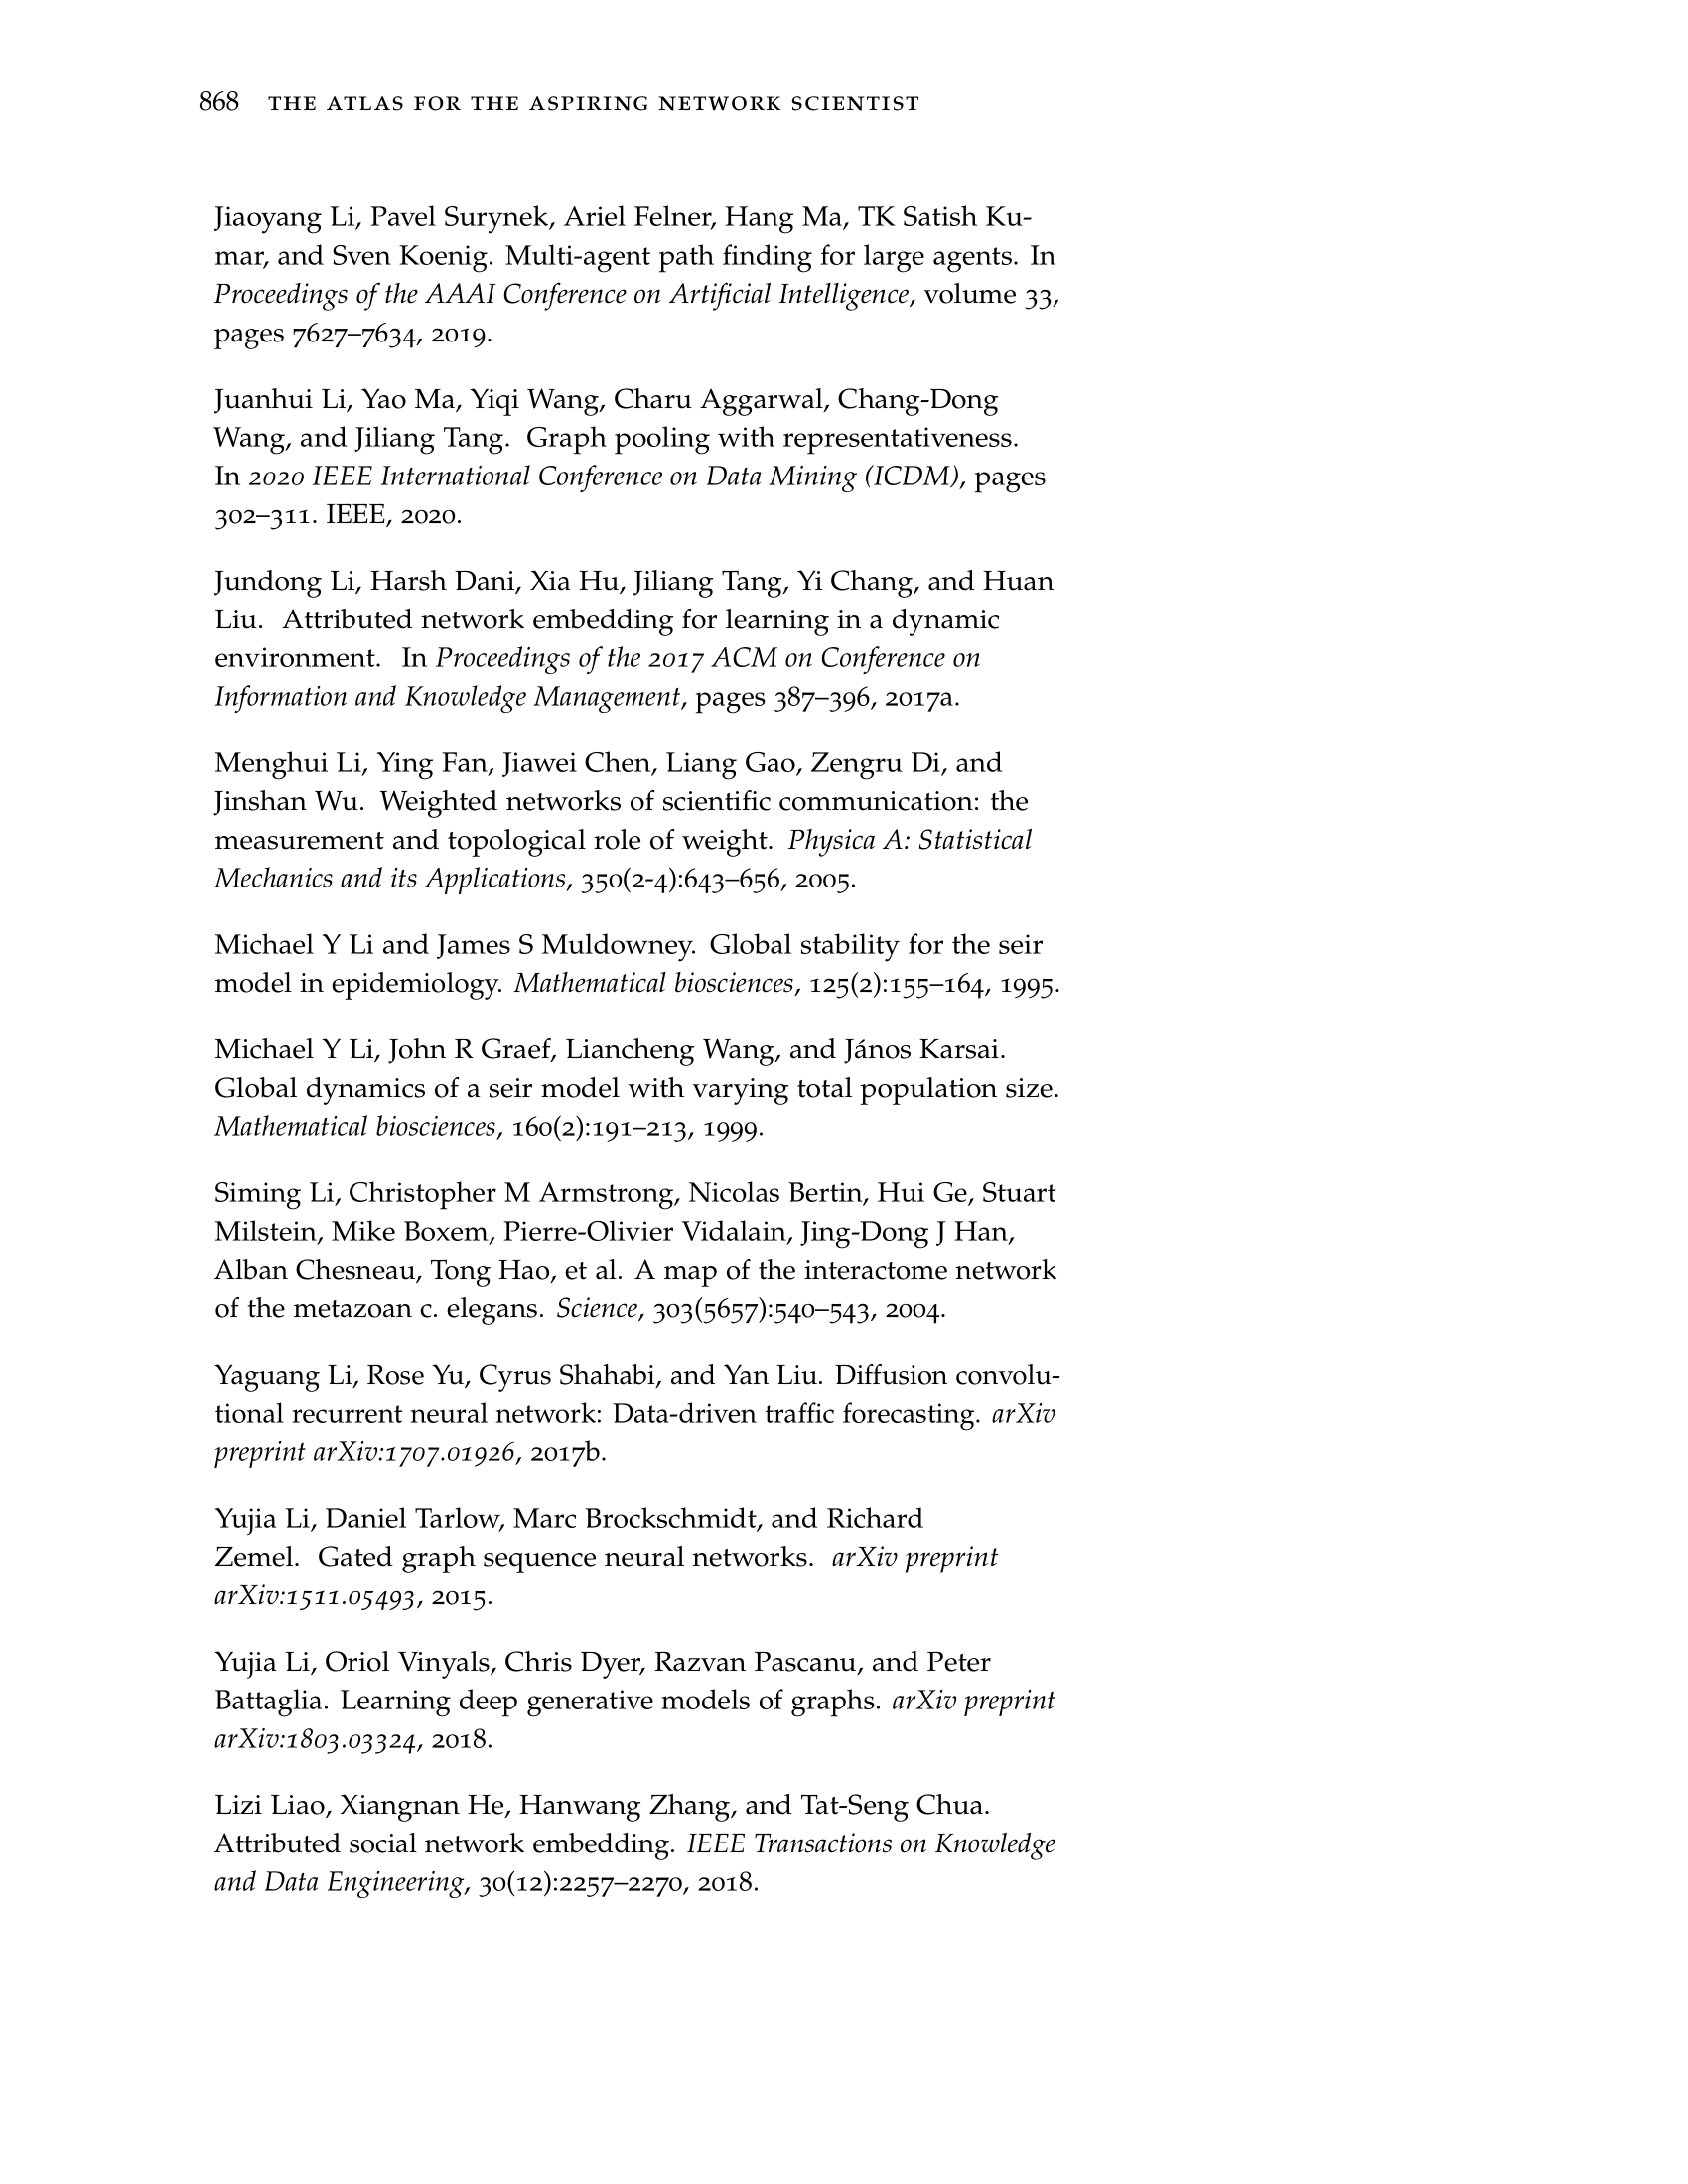 868 THE ATLAS FOR THE ASPIRING NETWORK SCIENTIST
Jiaoyang Li, Pavel Surynek, Ariel Felner, Hang Ma, TK Satish Ku-
mar, and Sven Koenig. Multi-agent path finding for large agents. In
Proceedings of the AAAI Conference on Artificial Intelligence, volume 33,
pages 7627–7634, 2019.
Juanhui Li, Yao Ma, Yiqi Wang, Charu Aggarwal, Chang-Dong
Wang, and Jiliang Tang. Graph pooling with representativeness.
In 2020 IEEE International Conference on Data Mining (ICDM), pages
302–311. IEEE, 2020.
Jundong Li, Harsh Dani, Xia Hu, Jiliang Tang, Yi Chang, and Huan
Liu. Attributed network embedding for learning in a dynamic
environment. In Proceedings of the 2017 ACM on Conference on
Information and Knowledge Management, pages 387–396, 2017a.
Menghui Li, Ying Fan, Jiawei Chen, Liang Gao, Zengru Di, and
Jinshan Wu. Weighted networks of scientific communication: the
measurement and topological role of weight. Physica A: Statistical
Mechanics and its Applications, 350(2-4):643–656, 2005.
Michael Y Li and James S Muldowney. Global stability for the seir
model in epidemiology. Mathematical biosciences, 125(2):155–164, 1995.
Michael Y Li, John R Graef, Liancheng Wang, and János Karsai.
Global dynamics of a seir model with varying total population size.
Mathematical biosciences, 160(2):191–213, 1999.
Siming Li, Christopher M Armstrong, Nicolas Bertin, Hui Ge, Stuart
Milstein, Mike Boxem, Pierre-Olivier Vidalain, Jing-Dong J Han,
Alban Chesneau, Tong Hao, et al. A map of the interactome network
of the metazoan c. elegans. Science, 303(5657):540–543, 2004.
Yaguang Li, Rose Yu, Cyrus Shahabi, and Yan Liu. Diffusion convolu-
tional recurrent neural network: Data-driven traffic forecasting. arXiv
preprint arXiv:1707.01926, 2017b.
Yujia Li, Daniel Tarlow, Marc Brockschmidt, and Richard
Zemel. Gated graph sequence neural networks. arXiv preprint
arXiv:1511.05493, 2015.
Yujia Li, Oriol Vinyals, Chris Dyer, Razvan Pascanu, and Peter
Battaglia. Learning deep generative models of graphs. arXiv preprint
arXiv:1803.03324, 2018.
Lizi Liao, Xiangnan He, Hanwang Zhang, and Tat-Seng Chua.
Attributed social network embedding. IEEE Transactions on Knowledge
and Data Engineering, 30(12):2257–2270, 2018.